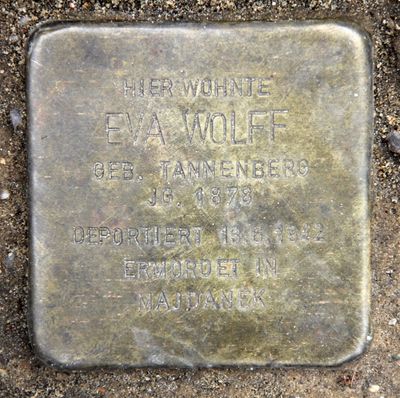 HIER WOHNTE
EVA WOLFF
GEB. TANNENBERG
JG. 1878
DEPORTIERT 13.6.1942
ERMORDET IN
MAJDANEK